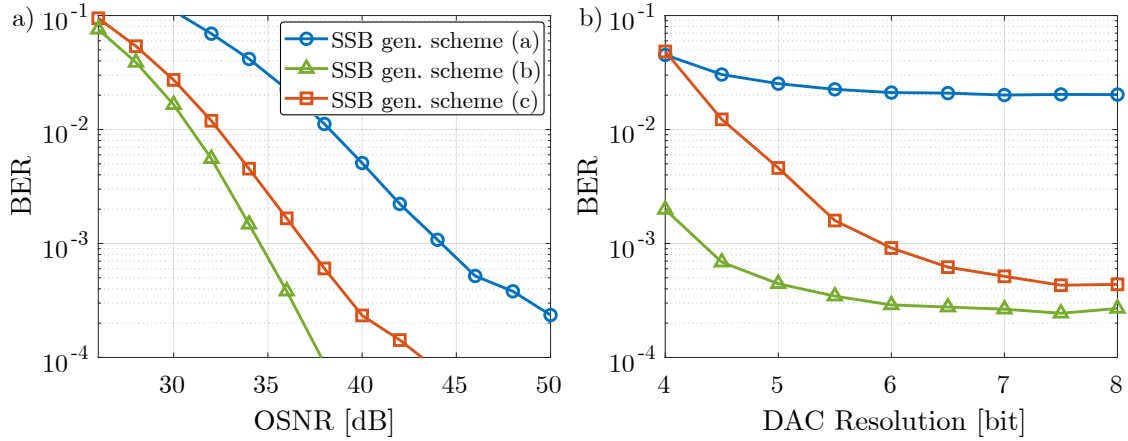 a)
10^-1
10^-2
10^-3
10^-4
BER
30
35
40
45
50
OSNR [dB]
SSB gen. scheme (a)
SSB gen. scheme (b)
SSB gen. scheme (c)
b)
10^-1
10^-2
10^-3
10^-4
BER
4
5
6
7
8
DAC Resolution [bit]